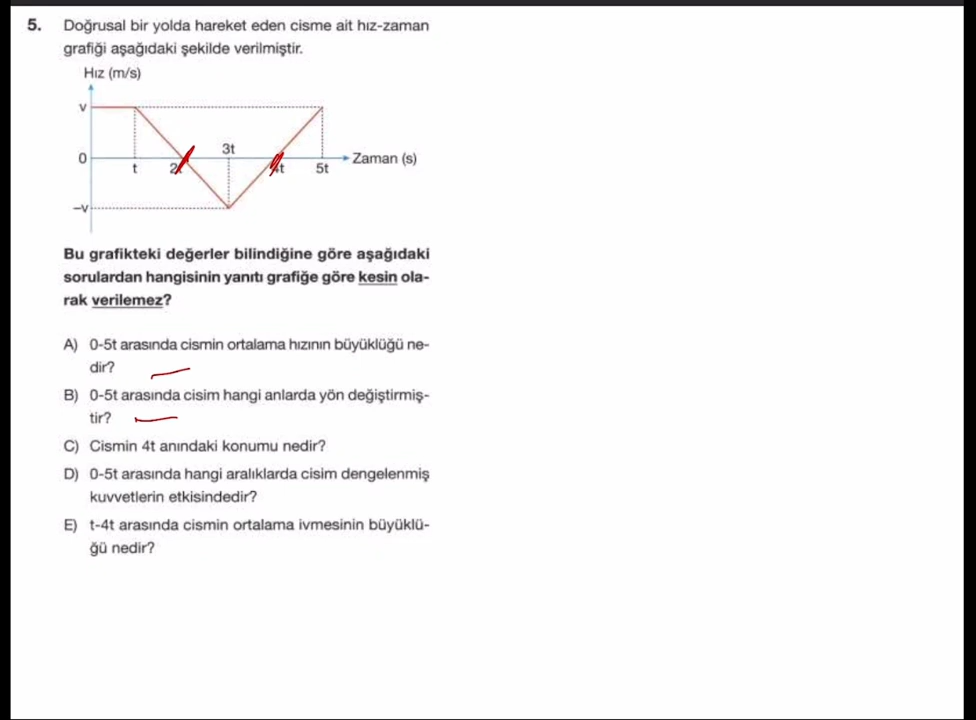 5. Doğrusal bir yolda hareket eden cisme ait hız-zaman
grafiği aşağıdaki şekilde verilmiştir.
Hız (m/s)
v
3t
0
Zaman (s)
t 2 t 5t
–v
Bu grafikteki değerler bilindiğine göre aşağıdaki
sorulardan hangisinin yanıtı grafiğe göre kesin ola-
rak verilemez?
A) 0-5t arasında cismin ortalama hızının büyüklüğü ne-
dir?
B) 0-5t arasında cisim hangi anlarda yön değiştirmiş-
tir?
C) Cismin 4t anındaki konumu nedir?
D) 0-5t arasında hangi aralıklarda cisim dengelenmiş
kuvvetlerin etkisindedir?
E) t-4t arasında cismin ortalama ivmesinin büyüklü-
ğü nedir?